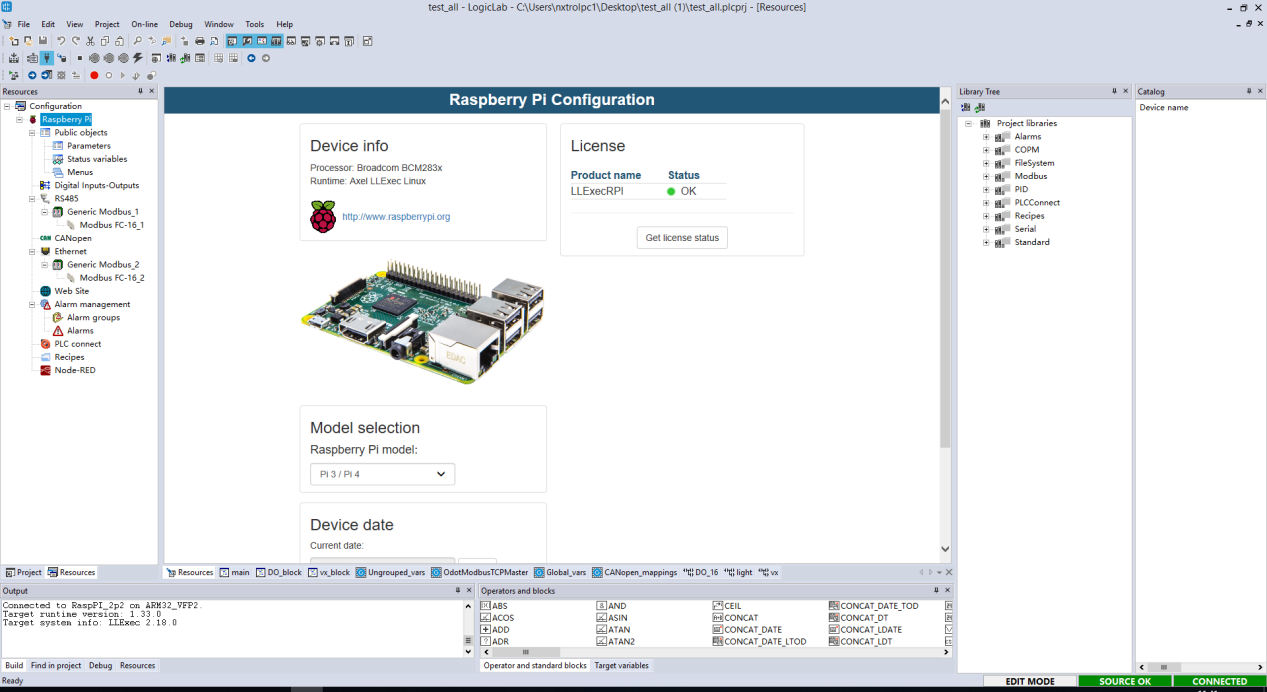 test_all - LogicLab - C:\Users\nxtrolpc1\Desktop\test_all (1)\test_all.plcprj - [Resources]
File Edit View Project On-line Debug Window Tools Help
Resources
Configuration
Raspberry Pi
Public objects
Parameters
Status variables
Menus
Digital Inputs-Outputs
RS485
Generic Modbus_1
Modbus FC-16_1
CANopen
Ethernet
Generic Modbus_2
Modbus FC-16_2
Web Site
Alarm management
Alarm groups
Alarms
PLC connect
Recipes
Node-RED
Project Resources
Raspberry Pi Configuration
Device info
Processor: Broadcom BCM283x
Runtime: Axel LLExec Linux
http://www.raspberrypi.org
License
Product name Status
LLExecRPI OK
Get license status
EDAC
Model selection
Raspberry Pi model:
Pi 3 / Pi 4
Device date
Current date:
Resources main DO_block vx_block Ungrouped_vars OdotModbusTCPMaster Global_vars CANopen_mappings DO_16 light vx
Library Tree
Project libraries
Alarms
COPM
FileSystem
Modbus
PID
PLCConnect
Recipes
Serial
Standard
Catalog
Device name
Output
Connected to RaspPI_2p2 on ARM32_VFP2.
Target runtime version: 1.33.0
Target system info: LLExec 2.18.0
Build Find in project Debug Resources
Operators and blocks
ABS AND CEIL CONCAT_DATE_TOD
ACOS ASIN CONCAT CONCAT_DT
ADD ATAN CONCAT_DATE CONCAT_LDATE
ADR ATAN2 CONCAT_DATE_LTOD CONCAT_LDT
Operator and standard blocks Target variables
Ready
EDIT MODE SOURCE OK CONNECTED